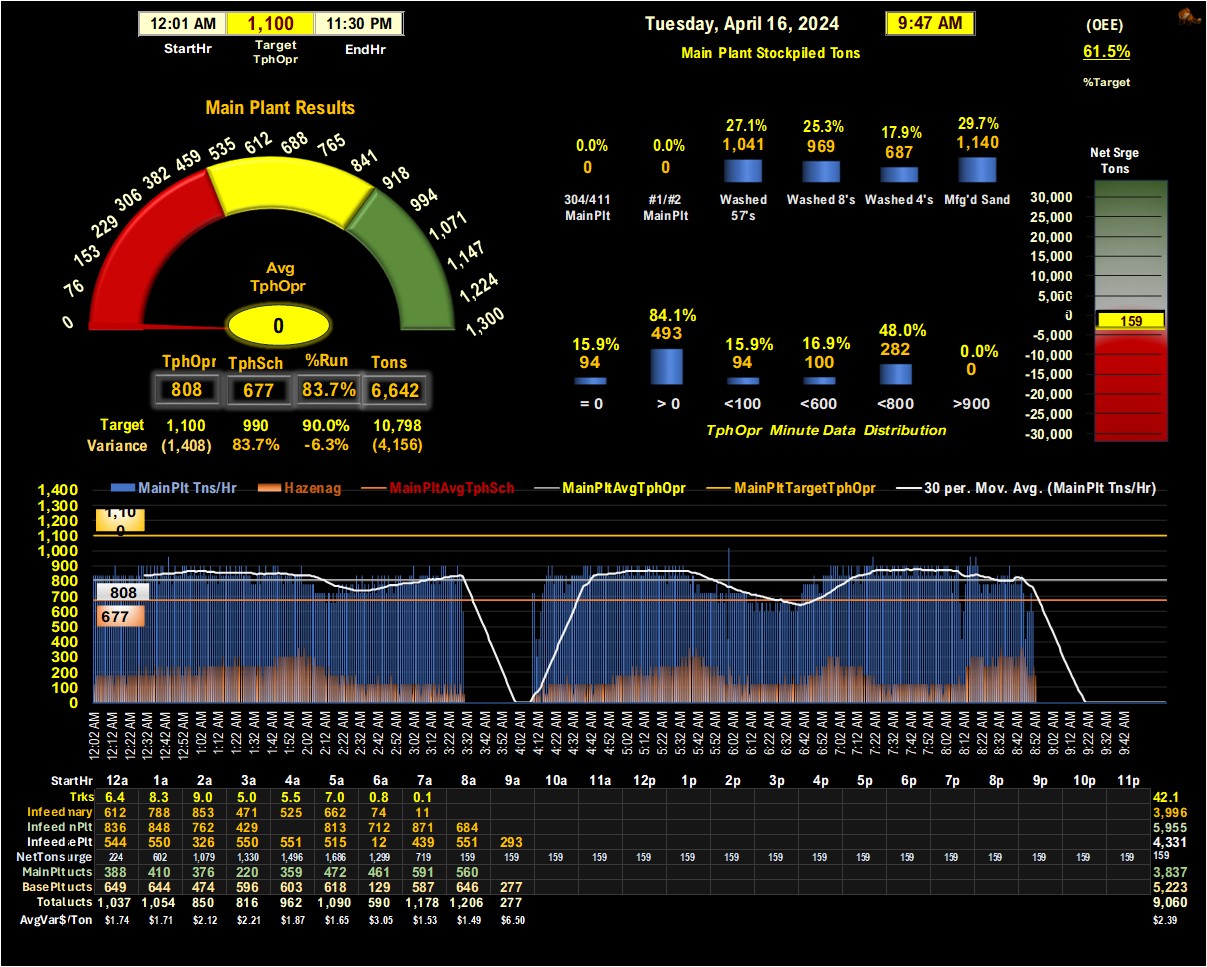 12:01 AM 1,100 11:30 PM
StartHr Target TphOpr EndHr
Tuesday, April 16, 2024 9:47 AM
Main Plant Stockpiled Tons
(OEE)
61.5%
%Target
Main Plant Results
0 76 153 229 306 382 459 535 612 688 765 841 918 994 1,071 1,147 1,224 1,300
Avg
TphOpr
0
TphOpr TphSch %Run Tons
808 677 83.7% 6,642
Target 1,100 990 90.0% 10,798
Variance (1,408) 83.7% -6.3% (4,156)
0.0% 0.0% 27.1% 25.3% 17.9% 29.7%
0 0 1,041 969 687 1,140
304/411 #1/#2 Washed Washed 8's Washed 4's Mfg'd Sand
MainPlt MainPlt 57's
15.9% 84.1% 15.9% 16.9% 48.0% 0.0%
94 493 94 100 282 0
= 0 > 0 <100 <600 <800 >900
TphOpr Minute Data Distribution
Net Srge
Tons
30,000
25,000
20,000
15,000
10,000
5,000
0
159
-5,000
-10,000
-15,000
-20,000
-25,000
-30,000
MainPlt Tns/Hr Hazenag MainPltAvgTphSch MainPltAvgTphOpr MainPltTargetTphOpr 30 per. Mov. Avg. (MainPlt Tns/Hr)
1,400
1,300
1,200
1,100
1,000
900
800
700
600
500
400
300
200
100
0
1,10
0
808
677
12:02 AM 12:12 AM 12:22 AM 12:32 AM 12:42 AM 12:52 AM 1:02 AM 1:12 AM 1:22 AM 1:32 AM 1:42 AM 1:52 AM 2:02 AM 2:12 AM 2:22 AM 2:32 AM 2:42 AM 2:52 AM 3:02 AM 3:12 AM 3:22 AM 3:32 AM 3:42 AM 3:52 AM 4:02 AM 4:12 AM 4:22 AM 4:32 AM 4:42 AM 4:52 AM 5:02 AM 5:12 AM 5:22 AM 5:32 AM 5:42 AM 5:52 AM 6:02 AM 6:12 AM 6:22 AM 6:32 AM 6:42 AM 6:52 AM 7:02 AM 7:12 AM 7:22 AM 7:32 AM 7:42 AM 7:52 AM 8:02 AM 8:12 AM 8:22 AM 8:32 AM 8:42 AM 8:52 AM 9:02 AM 9:12 AM 9:22 AM 9:32 AM 9:42 AM
StartHr 12a 1a 2a 3a 4a 5a 6a 7a 8a 9a 10a 11a 12p 1p 2p 3p 4p 5p 6p 7p 8p 9p 10p 11p
Trks 6.4 8.3 9.0 5.0 5.5 7.0 0.8 0.1 42.1
Infeed mary 612 788 853 471 525 662 74 11 3,996
Infeed nPlt 836 848 762 429 813 712 871 684 5,955
Infeed ePlt 544 550 326 550 551 515 12 439 551 293 4,331
NetTons urge 224 602 1,079 1,330 1,496 1,686 1,299 719 159 159 159 159 159 159 159 159 159 159 159 159 159 159 159 159 159
MainPlt ucts 388 410 376 220 359 472 461 591 560 3,837
BasePlt ucts 649 644 474 596 603 618 129 587 646 277 5,223
Total ucts 1,037 1,054 850 816 962 1,090 590 1,178 1,206 277 9,060
AvgVar$/Ton $1.74 $1.71 $2.12 $2.21 $1.87 $1.65 $3.05 $1.53 $1.49 $6.50 $2.39